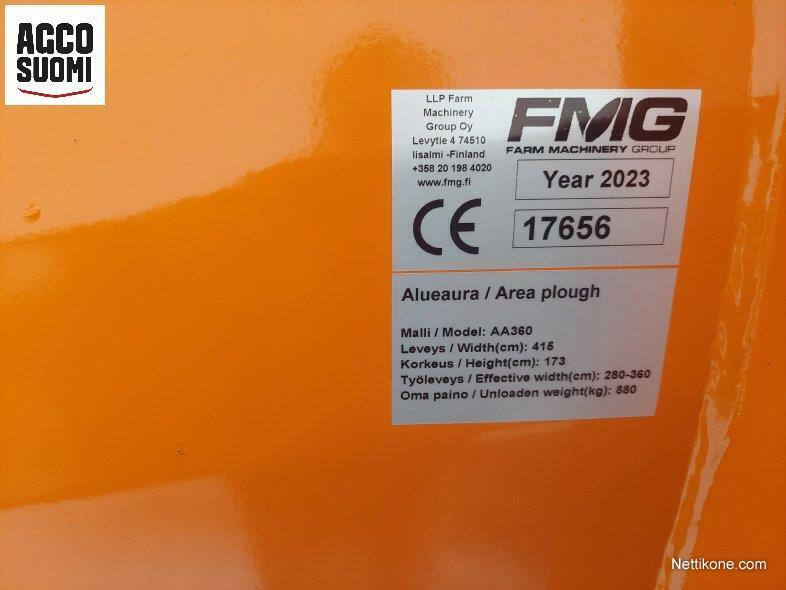 AGCO
SUOMI
LLP Farm
Machinery
Group Oy
Levytie 4 74510
Iisalmi -Finland
+358 20 198 4020
www.fmg.fi
FMG
FARM MACHINERY GROUP
Year 2023
CE
17656
Alueaura / Area plough
Malli / Model: AA360
Leveys / Width(cm): 415
Korkeus / Height(cm): 173
Työleveys / Effective width(cm): 280-360
Oma paino / Unloaden weight(kg): 880
Nettikone.com